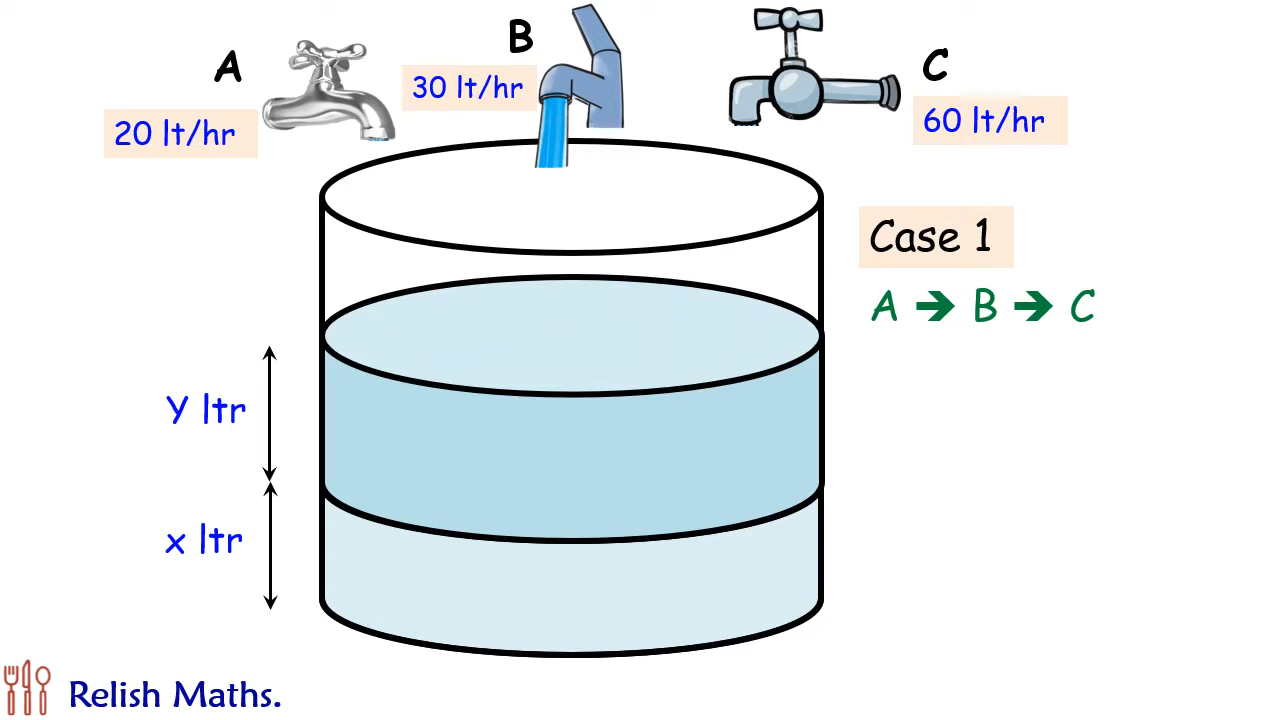 A
B
C
20 lt/hr
30 lt/hr
60 lt/hr
Case 1
A ➔ B ➔ C
Y ltr
x ltr
Relish Maths.